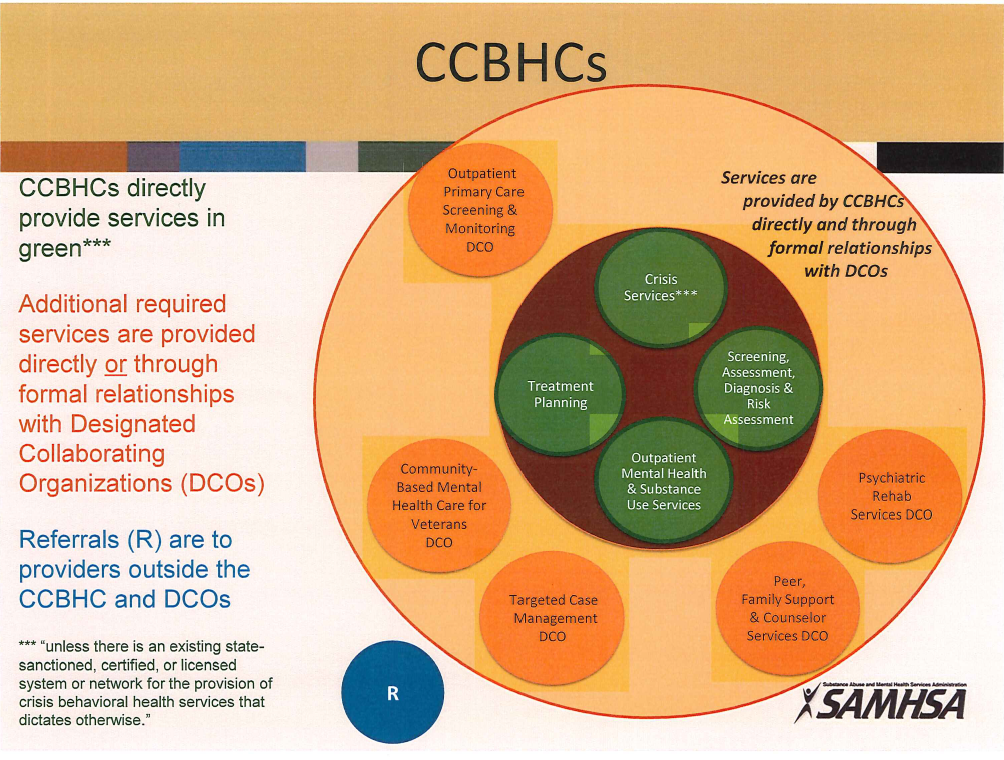 CCBHCs
CCBHCs directly
provide services in
green***
Additional required
services are provided
directly or through
formal relationships
with Designated
Collaborating
Organizations (DCOs)
Referrals (R) are to
providers outside the
CCBHC and DCOs
*** "unless there is an existing state-
sanctioned, certified, or licensed
system or network for the provision of
crisis behavioral health services that
dictates otherwise."
Outpatient
Primary Care
Screening &
Monitoring
DCO
Services are
provided by CCBHCs
directly and through
formal relationships
with DCOs
Crisis
Services***
Treatment
Planning
Screening,
Assessment,
Diagnosis &
Risk
Assessment
Outpatient
Mental Health
& Substance
Use Services
Community-
Based Mental
Health Care for
Veterans
DCO
Psychiatric
Rehab
Services DCO
Targeted Case
Management
DCO
Peer,
Family Support
& Counselor
Services DCO
R
Substance Abuse and Mental Health Services Administration
SAMHSA